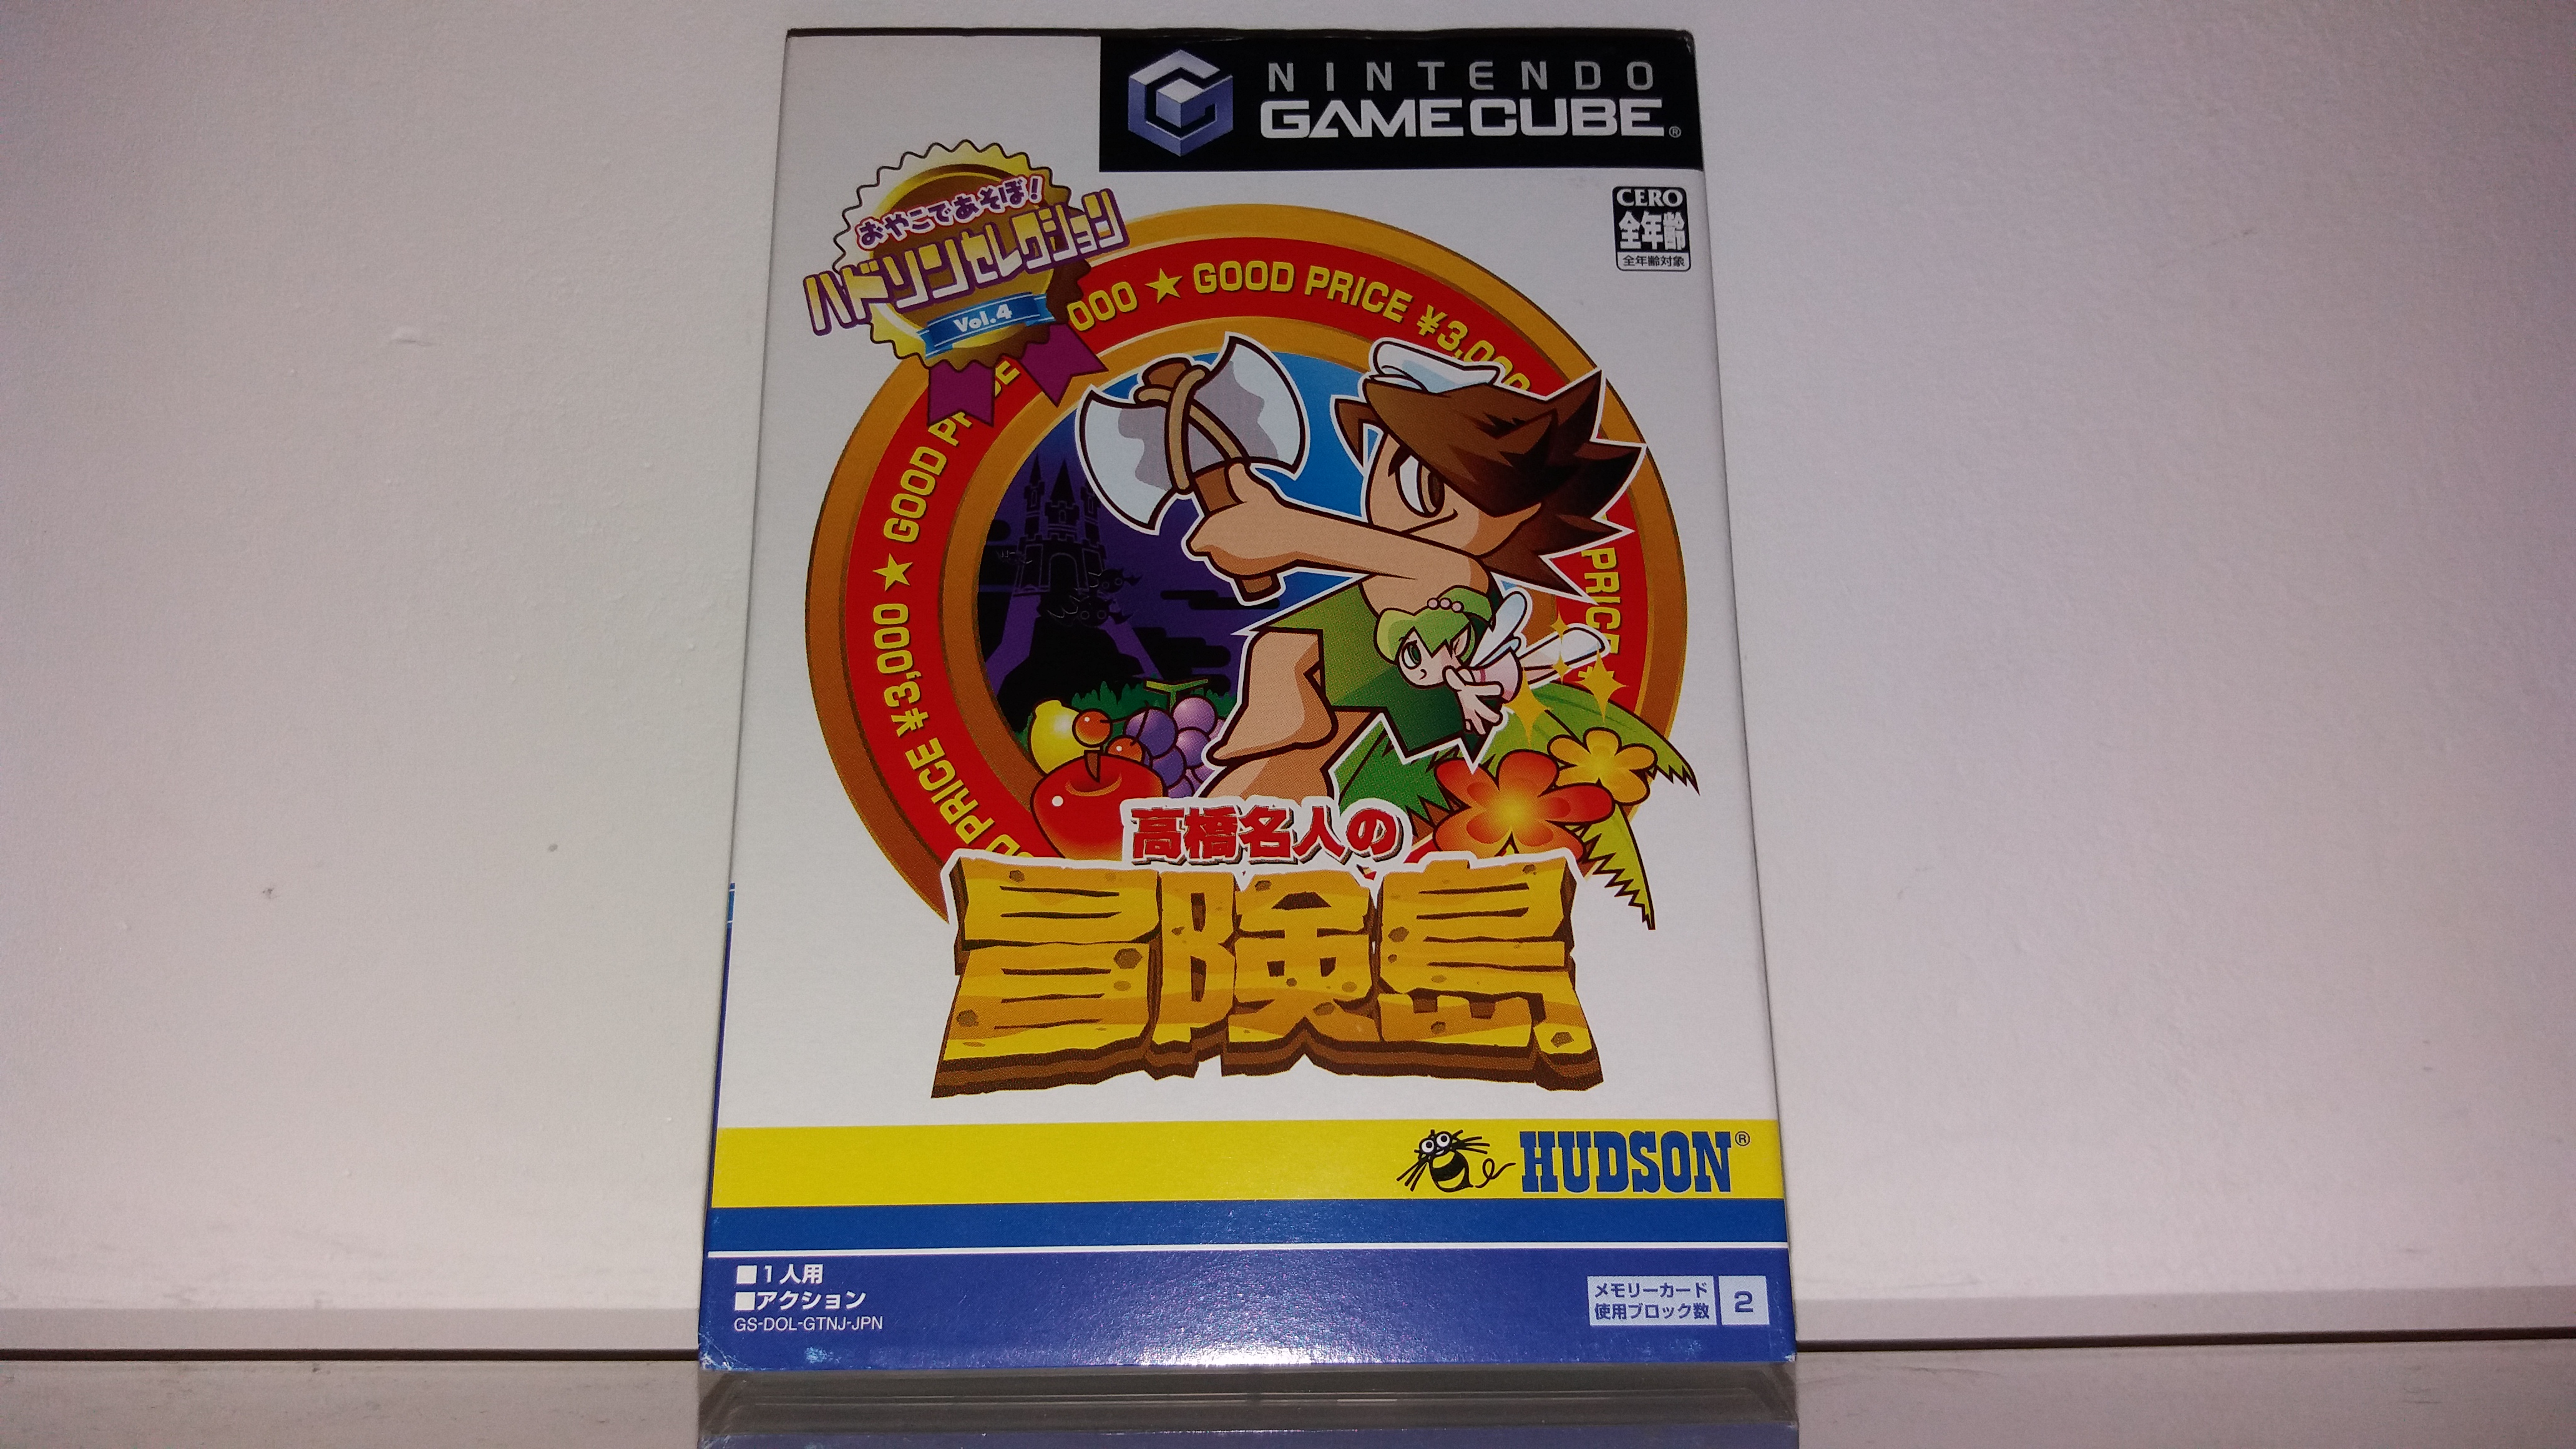 NINTENDO
GAMECUBE®
CERO
全年齢
全年齢対象
おやこであそぼ!
ハドソンセレクション
Vol.4
PRICE ¥3,000 ★ GOOD PRICE ¥3,000 ★ GOOD PRICE
000 ★ GOOD PRICE ¥3,000
PRICE
高橋名人の
冒険島
HUDSON®
■1人用
■アクション
GS-DOL-GTNJ-JPN
メモリーカード
使用ブロック数
2